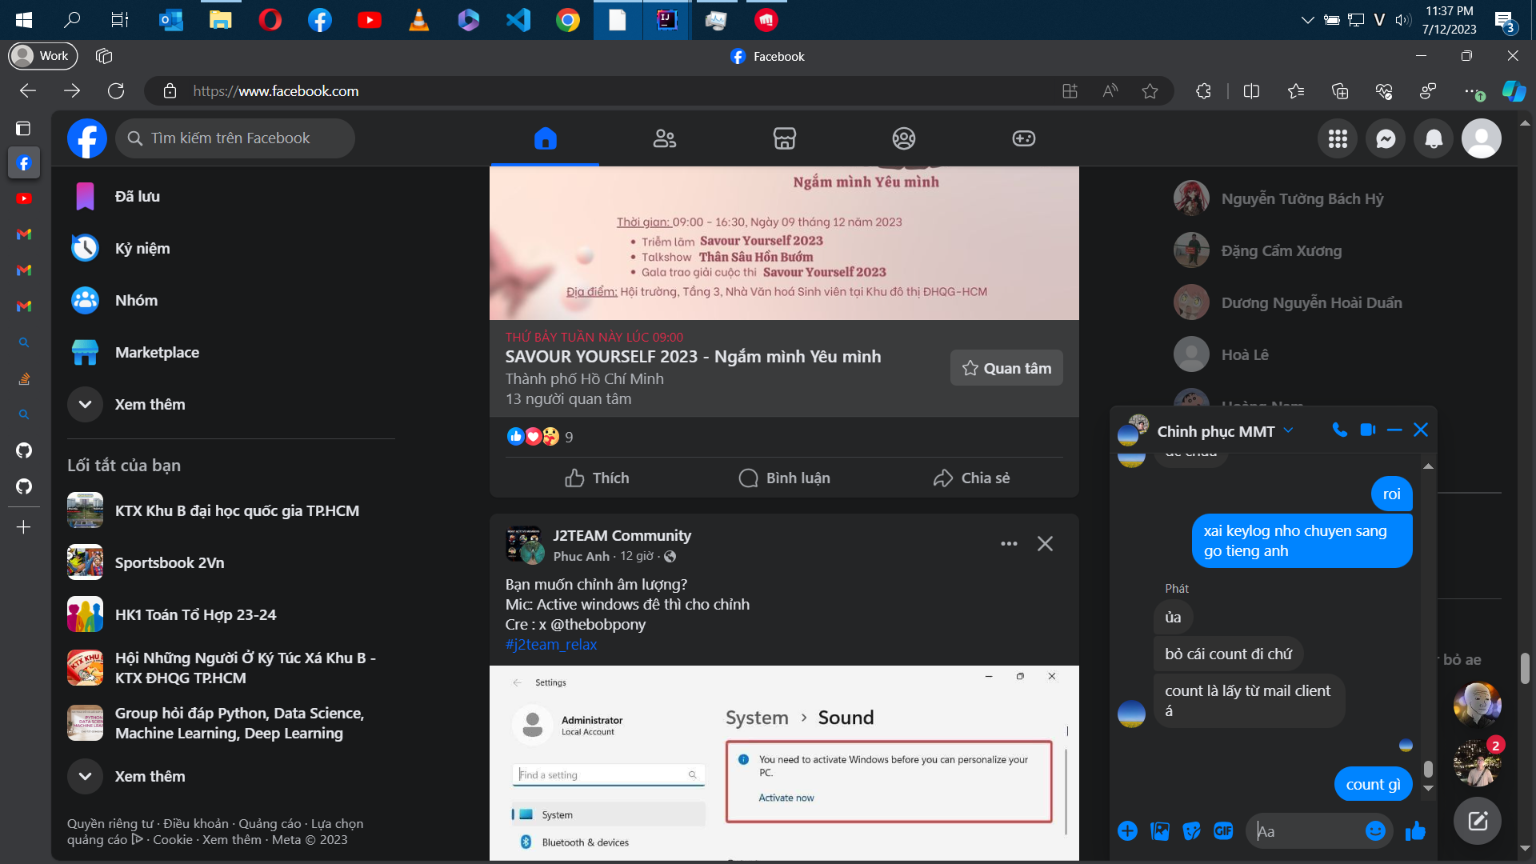 11:37 PM
7/12/2023
3
Work
Facebook
https://www.facebook.com
Tìm kiếm trên Facebook
Đã lưu
Kỷ niệm
Nhóm
Marketplace
Xem thêm
Lối tắt của bạn
KTX Khu B đại học quốc gia TP.HCM
Sportsbook 2Vn
HK1 Toán Tổ Hợp 23-24
Hội Những Người Ở Ký Túc Xá Khu B -
KTX ĐHQG TP.HCM
Group hỏi đáp Python, Data Science,
Machine Learning, Deep Learning
Xem thêm
Quyền riêng tư · Điều khoản · Quảng cáo · Lựa chọn
quảng cáo · Cookie · Xem thêm · Meta © 2023
Ngắm mình Yêu mình
Thời gian: 09:00 - 16:30, Ngày 09 tháng 12 năm 2023
• Triển lãm Savour Yourself 2023
• Talkshow Thân Sâu Hồn Bướm
• Gala trao giải cuộc thi Savour Yourself 2023
Địa điểm: Hội trường, Tầng 3, Nhà Văn hoá Sinh viên tại Khu đô thị ĐHQG-HCM
THỨ BẢY TUẦN NÀY LÚC 09:00
SAVOUR YOURSELF 2023 - Ngắm mình Yêu mình
Thành phố Hồ Chí Minh
13 người quan tâm
Quan tâm
9
Thích
Bình luận
Chia sẻ
J2TEAM Community
Phuc Anh · 12 giờ ·
Bạn muốn chỉnh âm lượng?
Mic: Active windows đê thì cho chỉnh
Cre : x @thebobpony
#j2team_relax
Settings
Administrator
Local Account
Find a setting
System
Bluetooth & devices
System › Sound
You need to activate Windows before you can personalize your
PC.
Activate now
Nguyễn Tường Bách Hỷ
Đặng Cẩm Xương
Dương Nguyễn Hoài Duẩn
Hoà Lê
Chinh phục MMT
roi
xai keylog nho chuyen sang
go tieng anh
Phát
ủa
bỏ cái count đi chứ
count là lấy từ mail client
á
count gì
GIF
Aa
bỏ ae
2